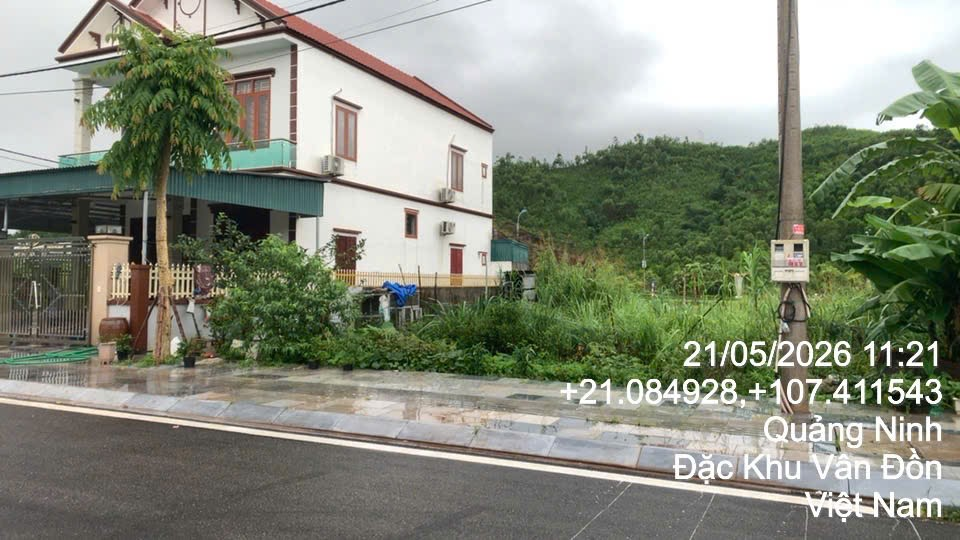 21/05/2026 11:21
+21.084928,+107.411543
Quảng Ninh
Đặc Khu Vân Đồn
Việt Nam